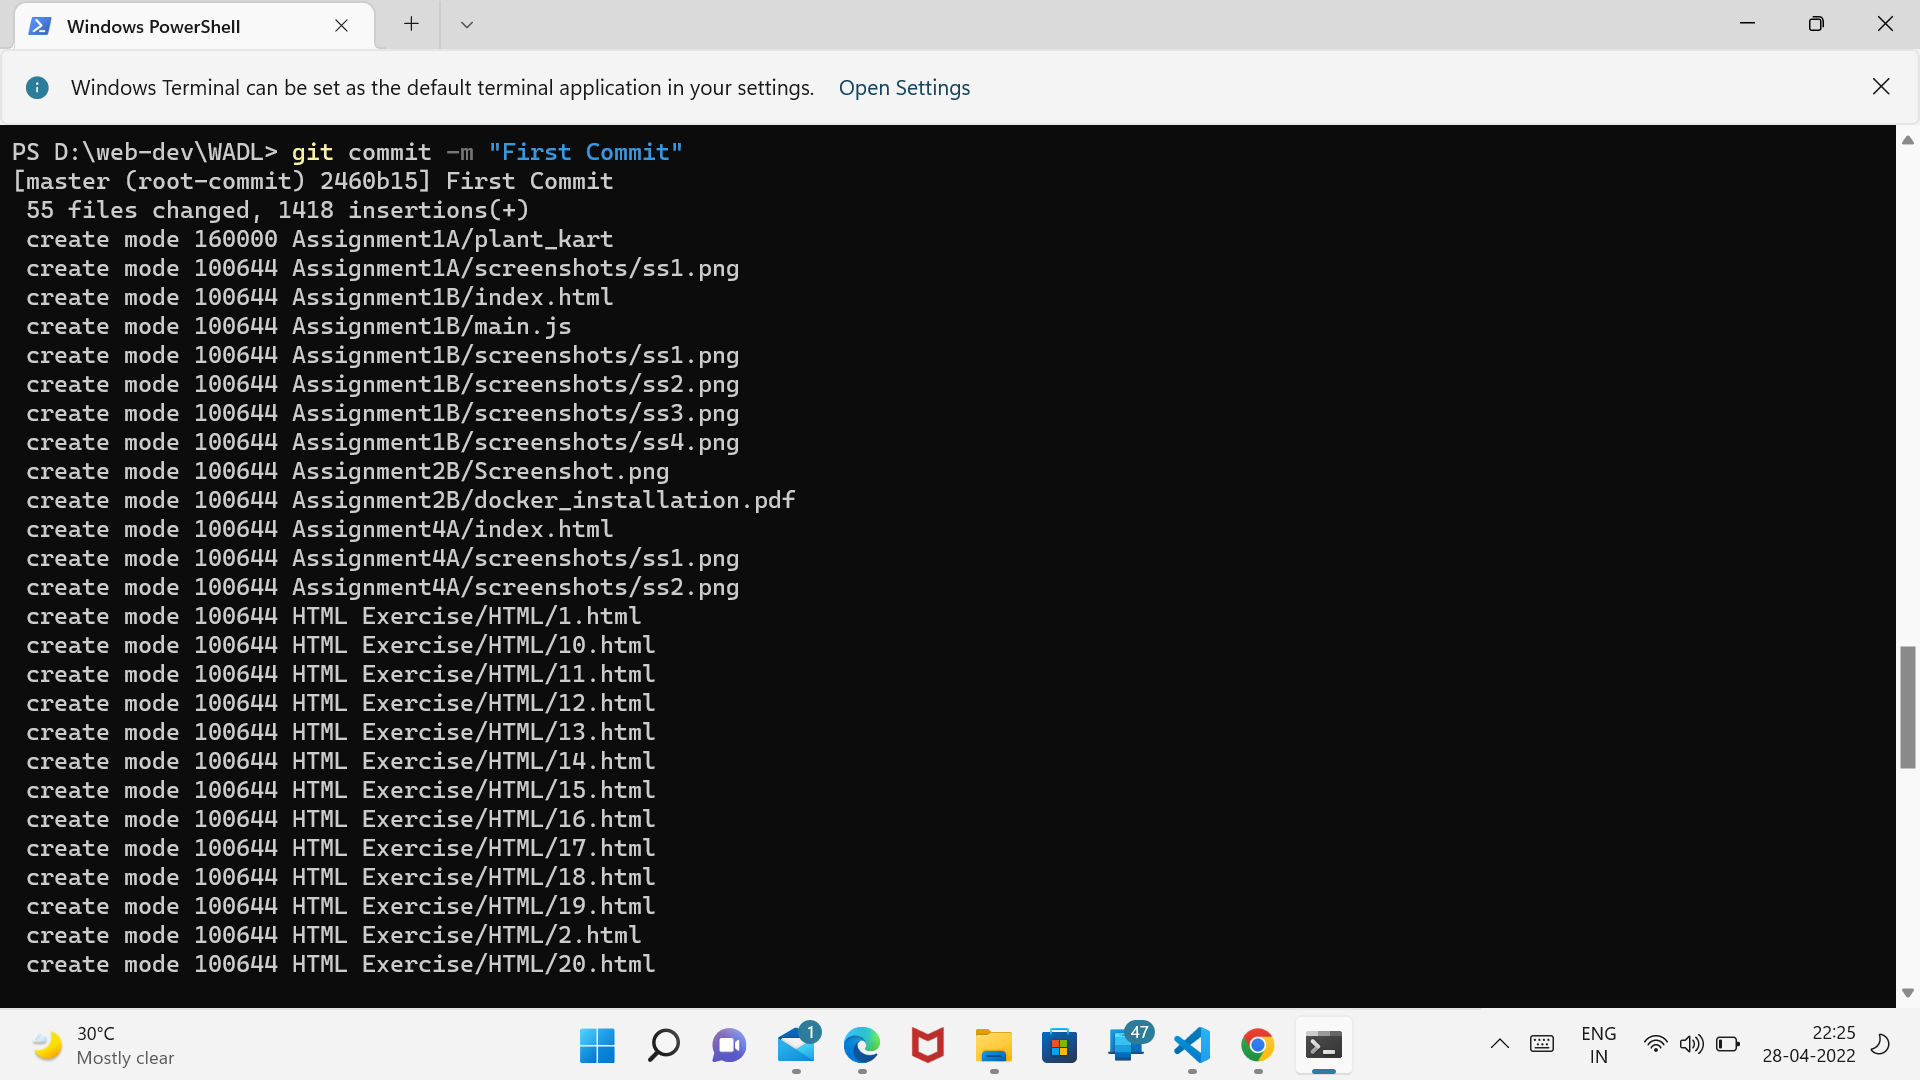 Windows PowerShell
Windows Terminal can be set as the default terminal application in your settings. Open Settings
PS D:\web-dev\WADL> git commit -m "First Commit"
[master (root-commit) 2460b15] First Commit
 55 files changed, 1418 insertions(+)
 create mode 160000 Assignment1A/plant_kart
 create mode 100644 Assignment1A/screenshots/ss1.png
 create mode 100644 Assignment1B/index.html
 create mode 100644 Assignment1B/main.js
 create mode 100644 Assignment1B/screenshots/ss1.png
 create mode 100644 Assignment1B/screenshots/ss2.png
 create mode 100644 Assignment1B/screenshots/ss3.png
 create mode 100644 Assignment1B/screenshots/ss4.png
 create mode 100644 Assignment2B/Screenshot.png
 create mode 100644 Assignment2B/docker_installation.pdf
 create mode 100644 Assignment4A/index.html
 create mode 100644 Assignment4A/screenshots/ss1.png
 create mode 100644 Assignment4A/screenshots/ss2.png
 create mode 100644 HTML Exercise/HTML/1.html
 create mode 100644 HTML Exercise/HTML/10.html
 create mode 100644 HTML Exercise/HTML/11.html
 create mode 100644 HTML Exercise/HTML/12.html
 create mode 100644 HTML Exercise/HTML/13.html
 create mode 100644 HTML Exercise/HTML/14.html
 create mode 100644 HTML Exercise/HTML/15.html
 create mode 100644 HTML Exercise/HTML/16.html
 create mode 100644 HTML Exercise/HTML/17.html
 create mode 100644 HTML Exercise/HTML/18.html
 create mode 100644 HTML Exercise/HTML/19.html
 create mode 100644 HTML Exercise/HTML/2.html
 create mode 100644 HTML Exercise/HTML/20.html
30°C
Mostly clear
1
47
ENG
IN
22:25
28-04-2022